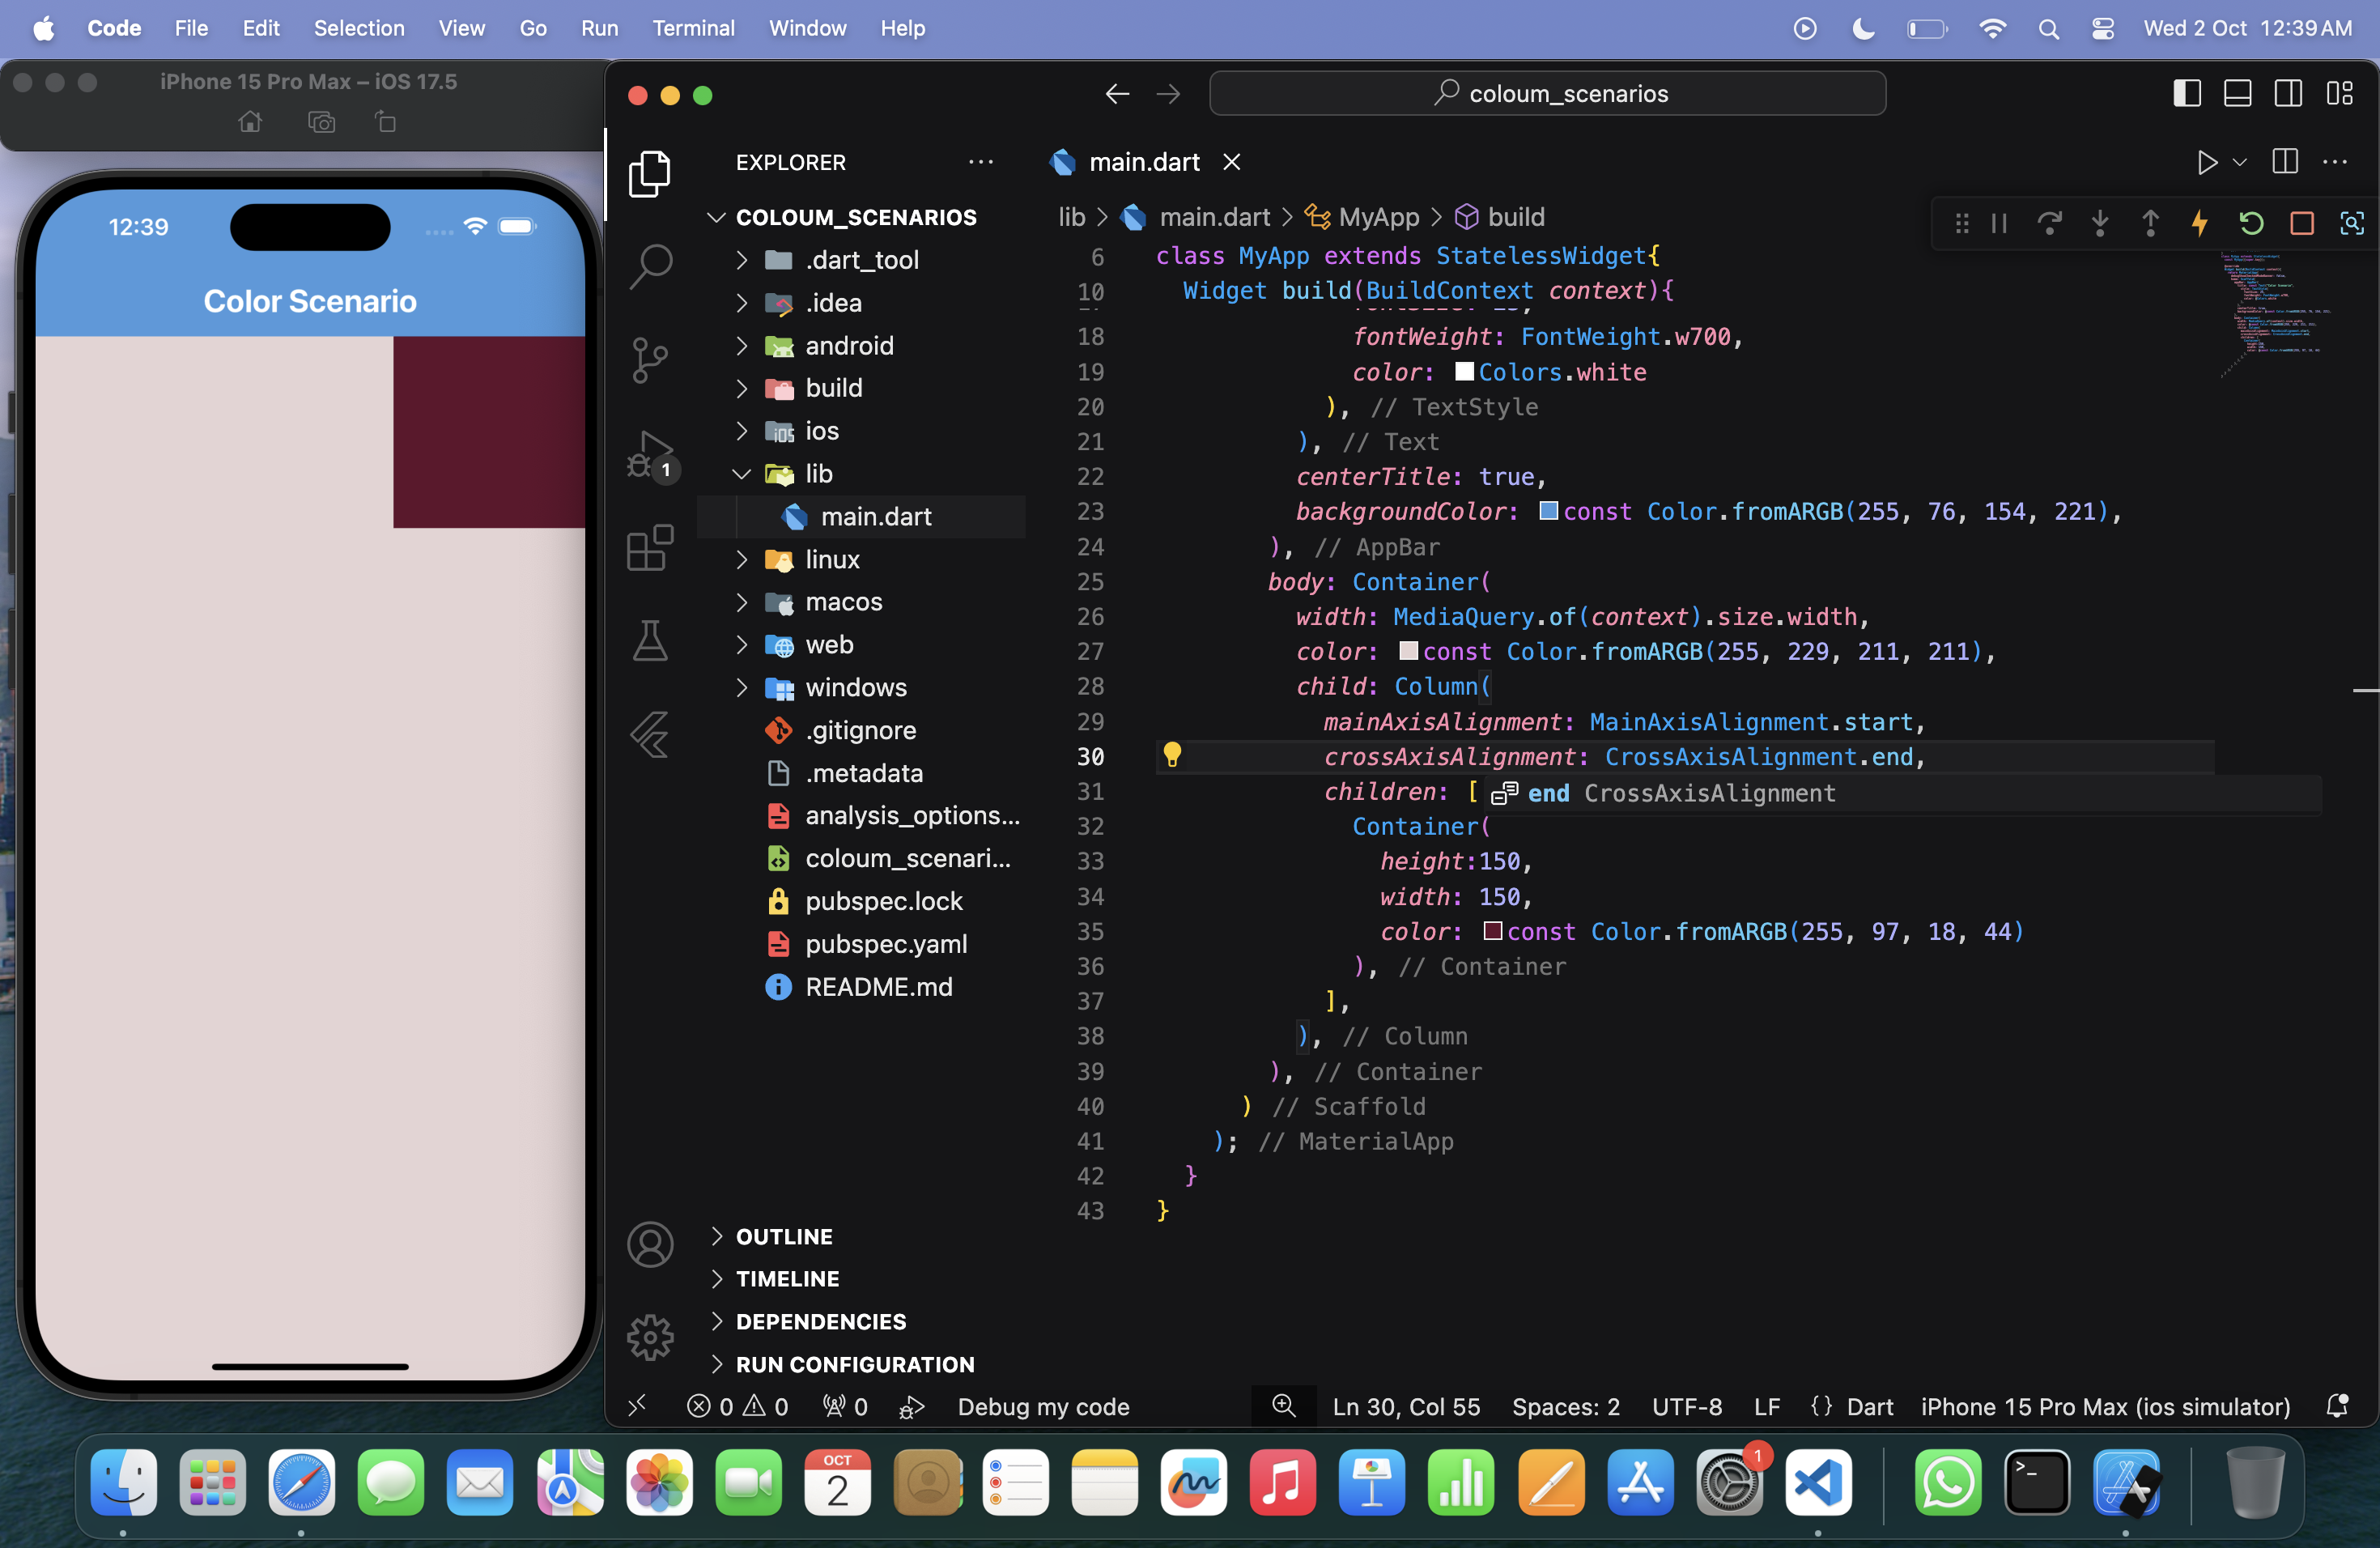 Code File Edit Selection View Go Run Terminal Window Help Wed 2 Oct 12:39 AM
iPhone 15 Pro Max – iOS 17.5
12:39
Color Scenario
coloum_scenarios
EXPLORER
COLOUM_SCENARIOS
.dart_tool
.idea
android
build
iOS ios
lib
main.dart
linux
macos
web
windows
.gitignore
.metadata
analysis_options...
coloum_scenari...
pubspec.lock
pubspec.yaml
README.md
OUTLINE
TIMELINE
DEPENDENCIES
RUN CONFIGURATION
1
main.dart
lib > main.dart > MyApp > build
6 class MyApp extends StatelessWidget{
10 Widget build(BuildContext context){
18 fontWeight: FontWeight.w700,
19 color: Colors.white
20 ), // TextStyle
21 ), // Text
22 centerTitle: true,
23 backgroundColor: const Color.fromARGB(255, 76, 154, 221),
24 ), // AppBar
25 body: Container(
26 width: MediaQuery.of(context).size.width,
27 color: const Color.fromARGB(255, 229, 211, 211),
28 child: Column(
29 mainAxisAlignment: MainAxisAlignment.start,
30 crossAxisAlignment: CrossAxisAlignment.end,
31 children: [ end CrossAxisAlignment
32 Container(
33 height:150,
34 width: 150,
35 color: const Color.fromARGB(255, 97, 18, 44)
36 ), // Container
37 ],
38 ), // Column
39 ), // Container
40 ) // Scaffold
41 ); // MaterialApp
42 }
43 }
0 0 0 Debug my code Ln 30, Col 55 Spaces: 2 UTF-8 LF {} Dart iPhone 15 Pro Max (ios simulator)
OCT
2
1
>_